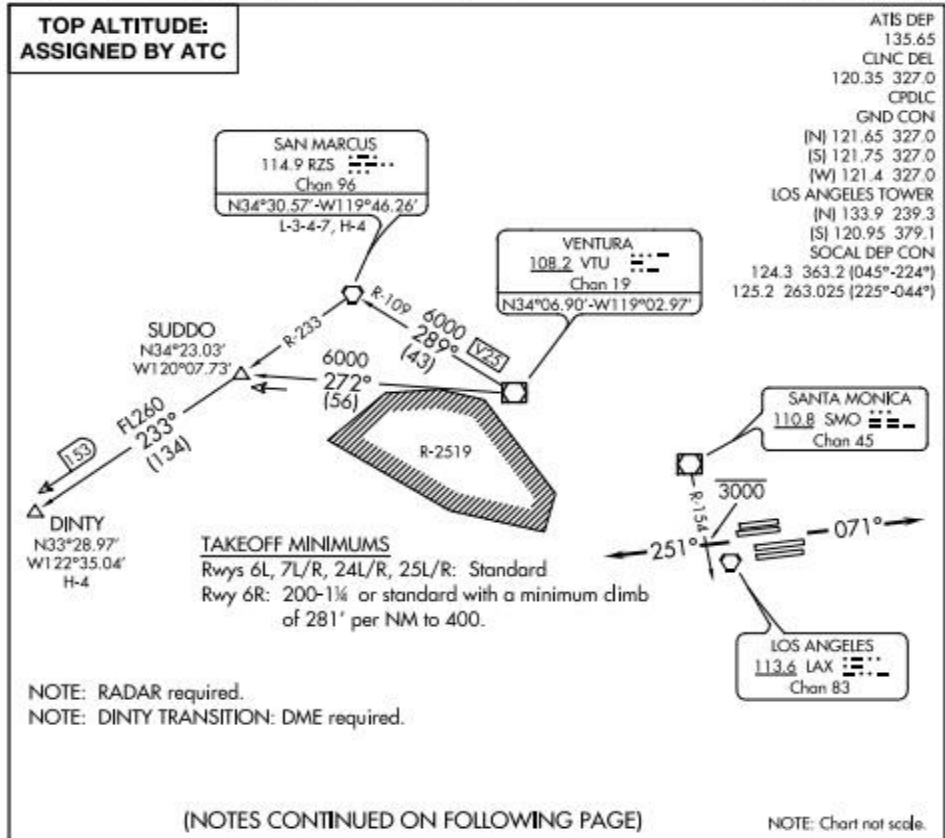 TOP ALTITUDE:
ASSIGNED BY ATC
ATIS DEP
135.65
CLNC DEL
120.35 327.0
CPDLC
GND CON
(N) 121.65 327.0
(S) 121.75 327.0
(W) 121.4 327.0
LOS ANGELES TOWER
(N) 133.9 239.3
(S) 120.95 379.1
SOCAL DEP CON
124.3 363.2 (045°-224°)
125.2 263.025 (225°-044°)
SAN MARCUS
114.9 RZS
Chan 96
N34°30.57'-W119°46.26'
L-3-4-7, H-4
VENTURA
108.2 VTU
Chan 19
N34°06.90'-W119°02.97'
R-109
6000
289°
(43)
V25
R-233
SUDDO
N34°23.03'
W120°07.73'
6000
272°
(56)
FL260
233°
(134)
153
DINTY
N33°28.97'
W122°35.04'
H-4
R-2519
SANTA MONICA
110.8 SMO
Chan 45
R-154
3000
251°
071°
LOS ANGELES
113.6 LAX
Chan 83
TAKEOFF MINIMUMS
Rwys 6L, 7L/R, 24L/R, 25L/R: Standard
Rwy 6R: 200-1¼ or standard with a minimum climb
of 281' per NM to 400.
NOTE: RADAR required.
NOTE: DINTY TRANSITION: DME required.
(NOTES CONTINUED ON FOLLOWING PAGE)
NOTE: Chart not scale.